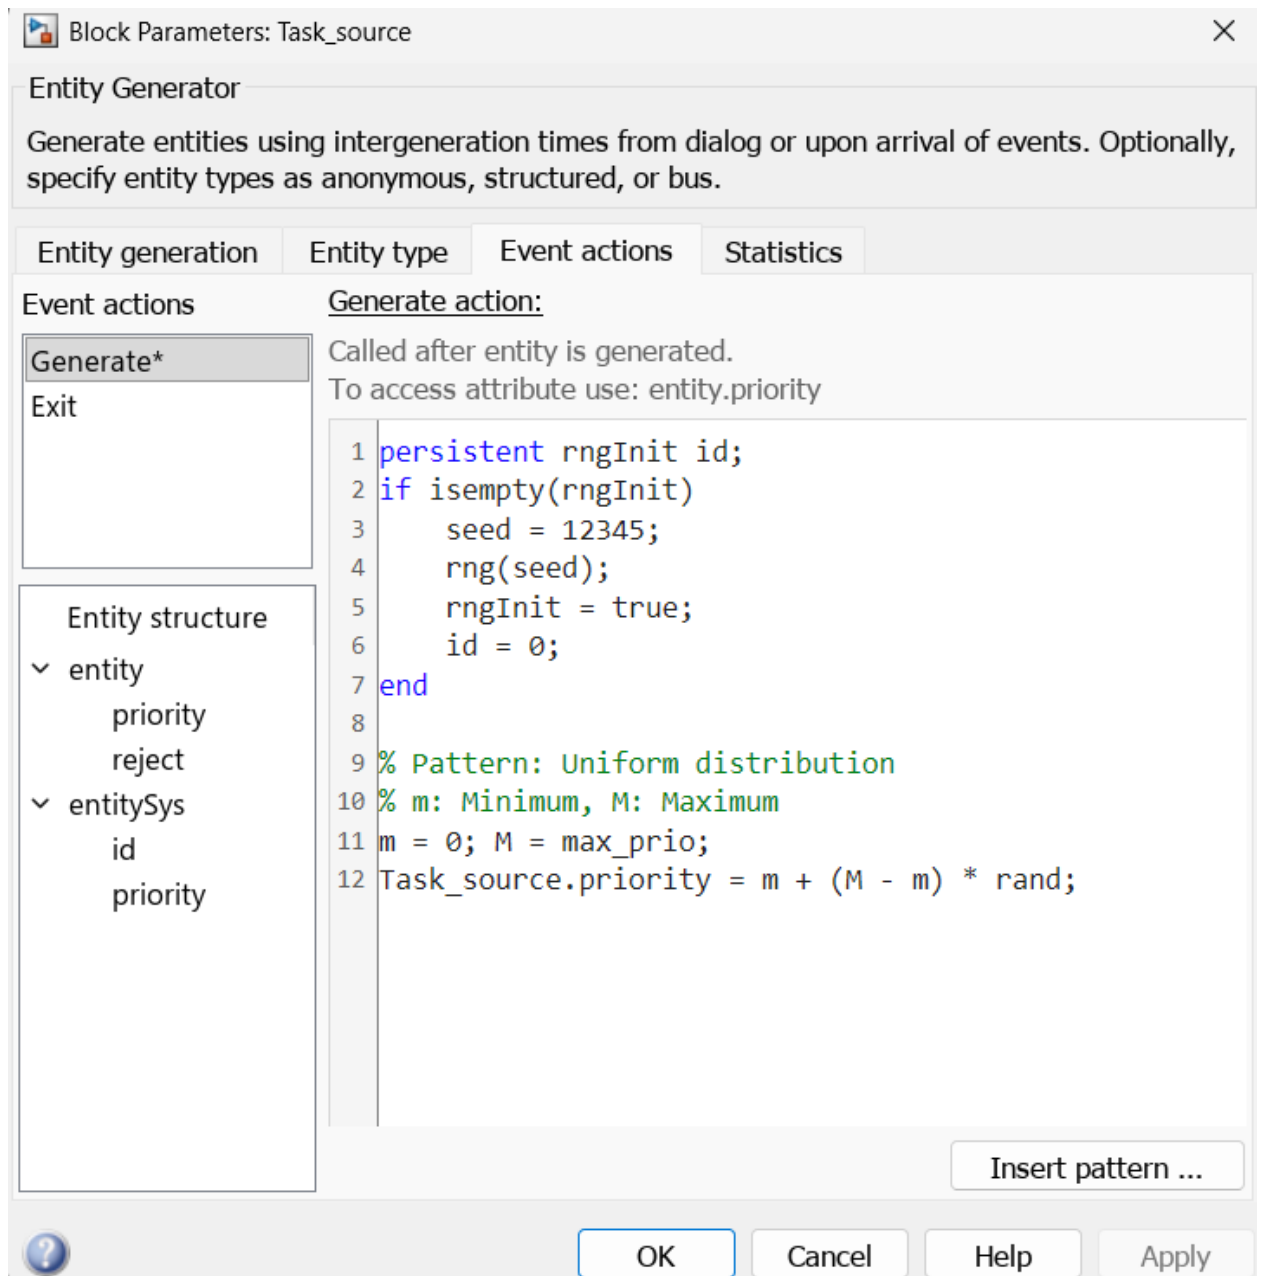 Block Parameters: Task_source
Entity Generator
Generate entities using intergeneration times from dialog or upon arrival of events. Optionally,
specify entity types as anonymous, structured, or bus.
Entity generation Entity type Event actions Statistics
Event actions
Generate*
Exit
Entity structure
entity
priority
reject
entitySys
id
priority
Generate action:
Called after entity is generated.
To access attribute use: entity.priority
1 persistent rngInit id;
2 if isempty(rngInit)
3     seed = 12345;
4     rng(seed);
5     rngInit = true;
6     id = 0;
7 end
8
9 % Pattern: Uniform distribution
10 % m: Minimum, M: Maximum
11 m = 0; M = max_prio;
12 Task_source.priority = m + (M - m) * rand;
Insert pattern ...
?
OK Cancel Help Apply